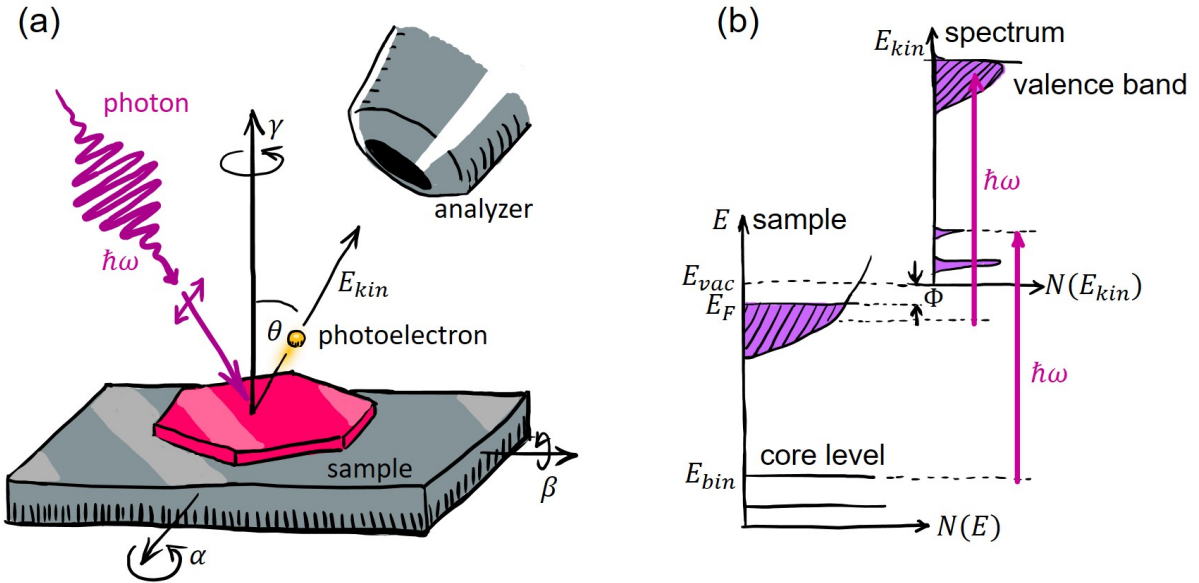 (a)
photon
ħω
γ
analyzer
E_kin
θ
photoelectron
sample
β
α
(b)
E_kin
spectrum
valence band
ħω
E
sample
E_vac
Φ
N(E_kin)
E_F
ħω
core level
E_bin
N(E)